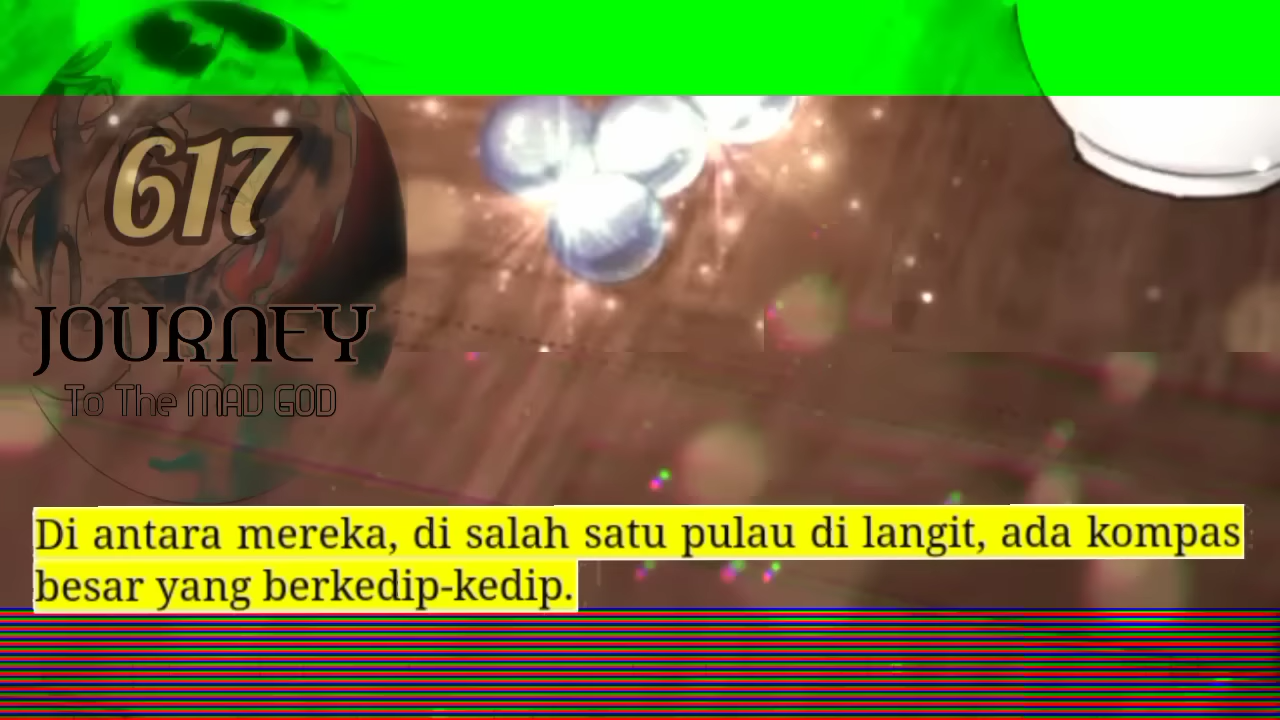 617
JOURNEY
To The MAD GOD
Di antara mereka, di salah satu pulau di langit, ada kompas
besar yang berkedip-kedip.